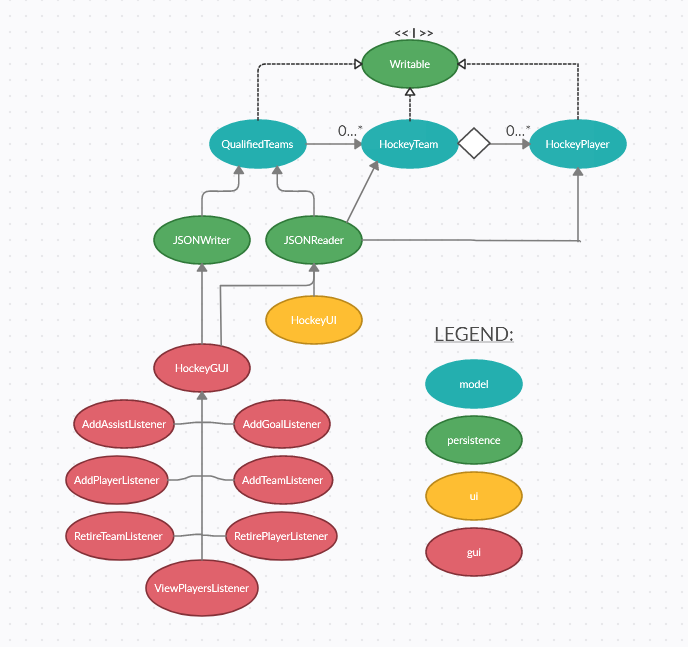 <<I>>
Writable
0...*
0...*
QualifiedTeams
HockeyTeam
HockeyPlayer
JSONWriter
JSONReader
HockeyUI
LEGEND:
HockeyGUI
model
AddAssistListener
AddGoalListener
persistence
AddPlayerListener
AddTeamListener
ui
RetireTeamListener
RetirePlayerListener
gui
ViewPlayersListener